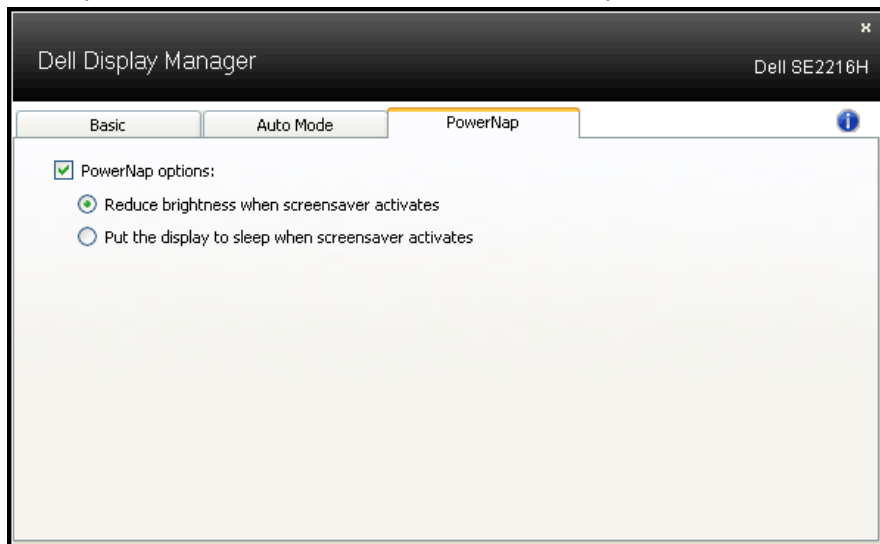 x
Dell Display Manager
Dell SE2216H
Basic
Auto Mode
PowerNap
i
PowerNap options:
Reduce brightness when screensaver activates
Put the display to sleep when screensaver activates